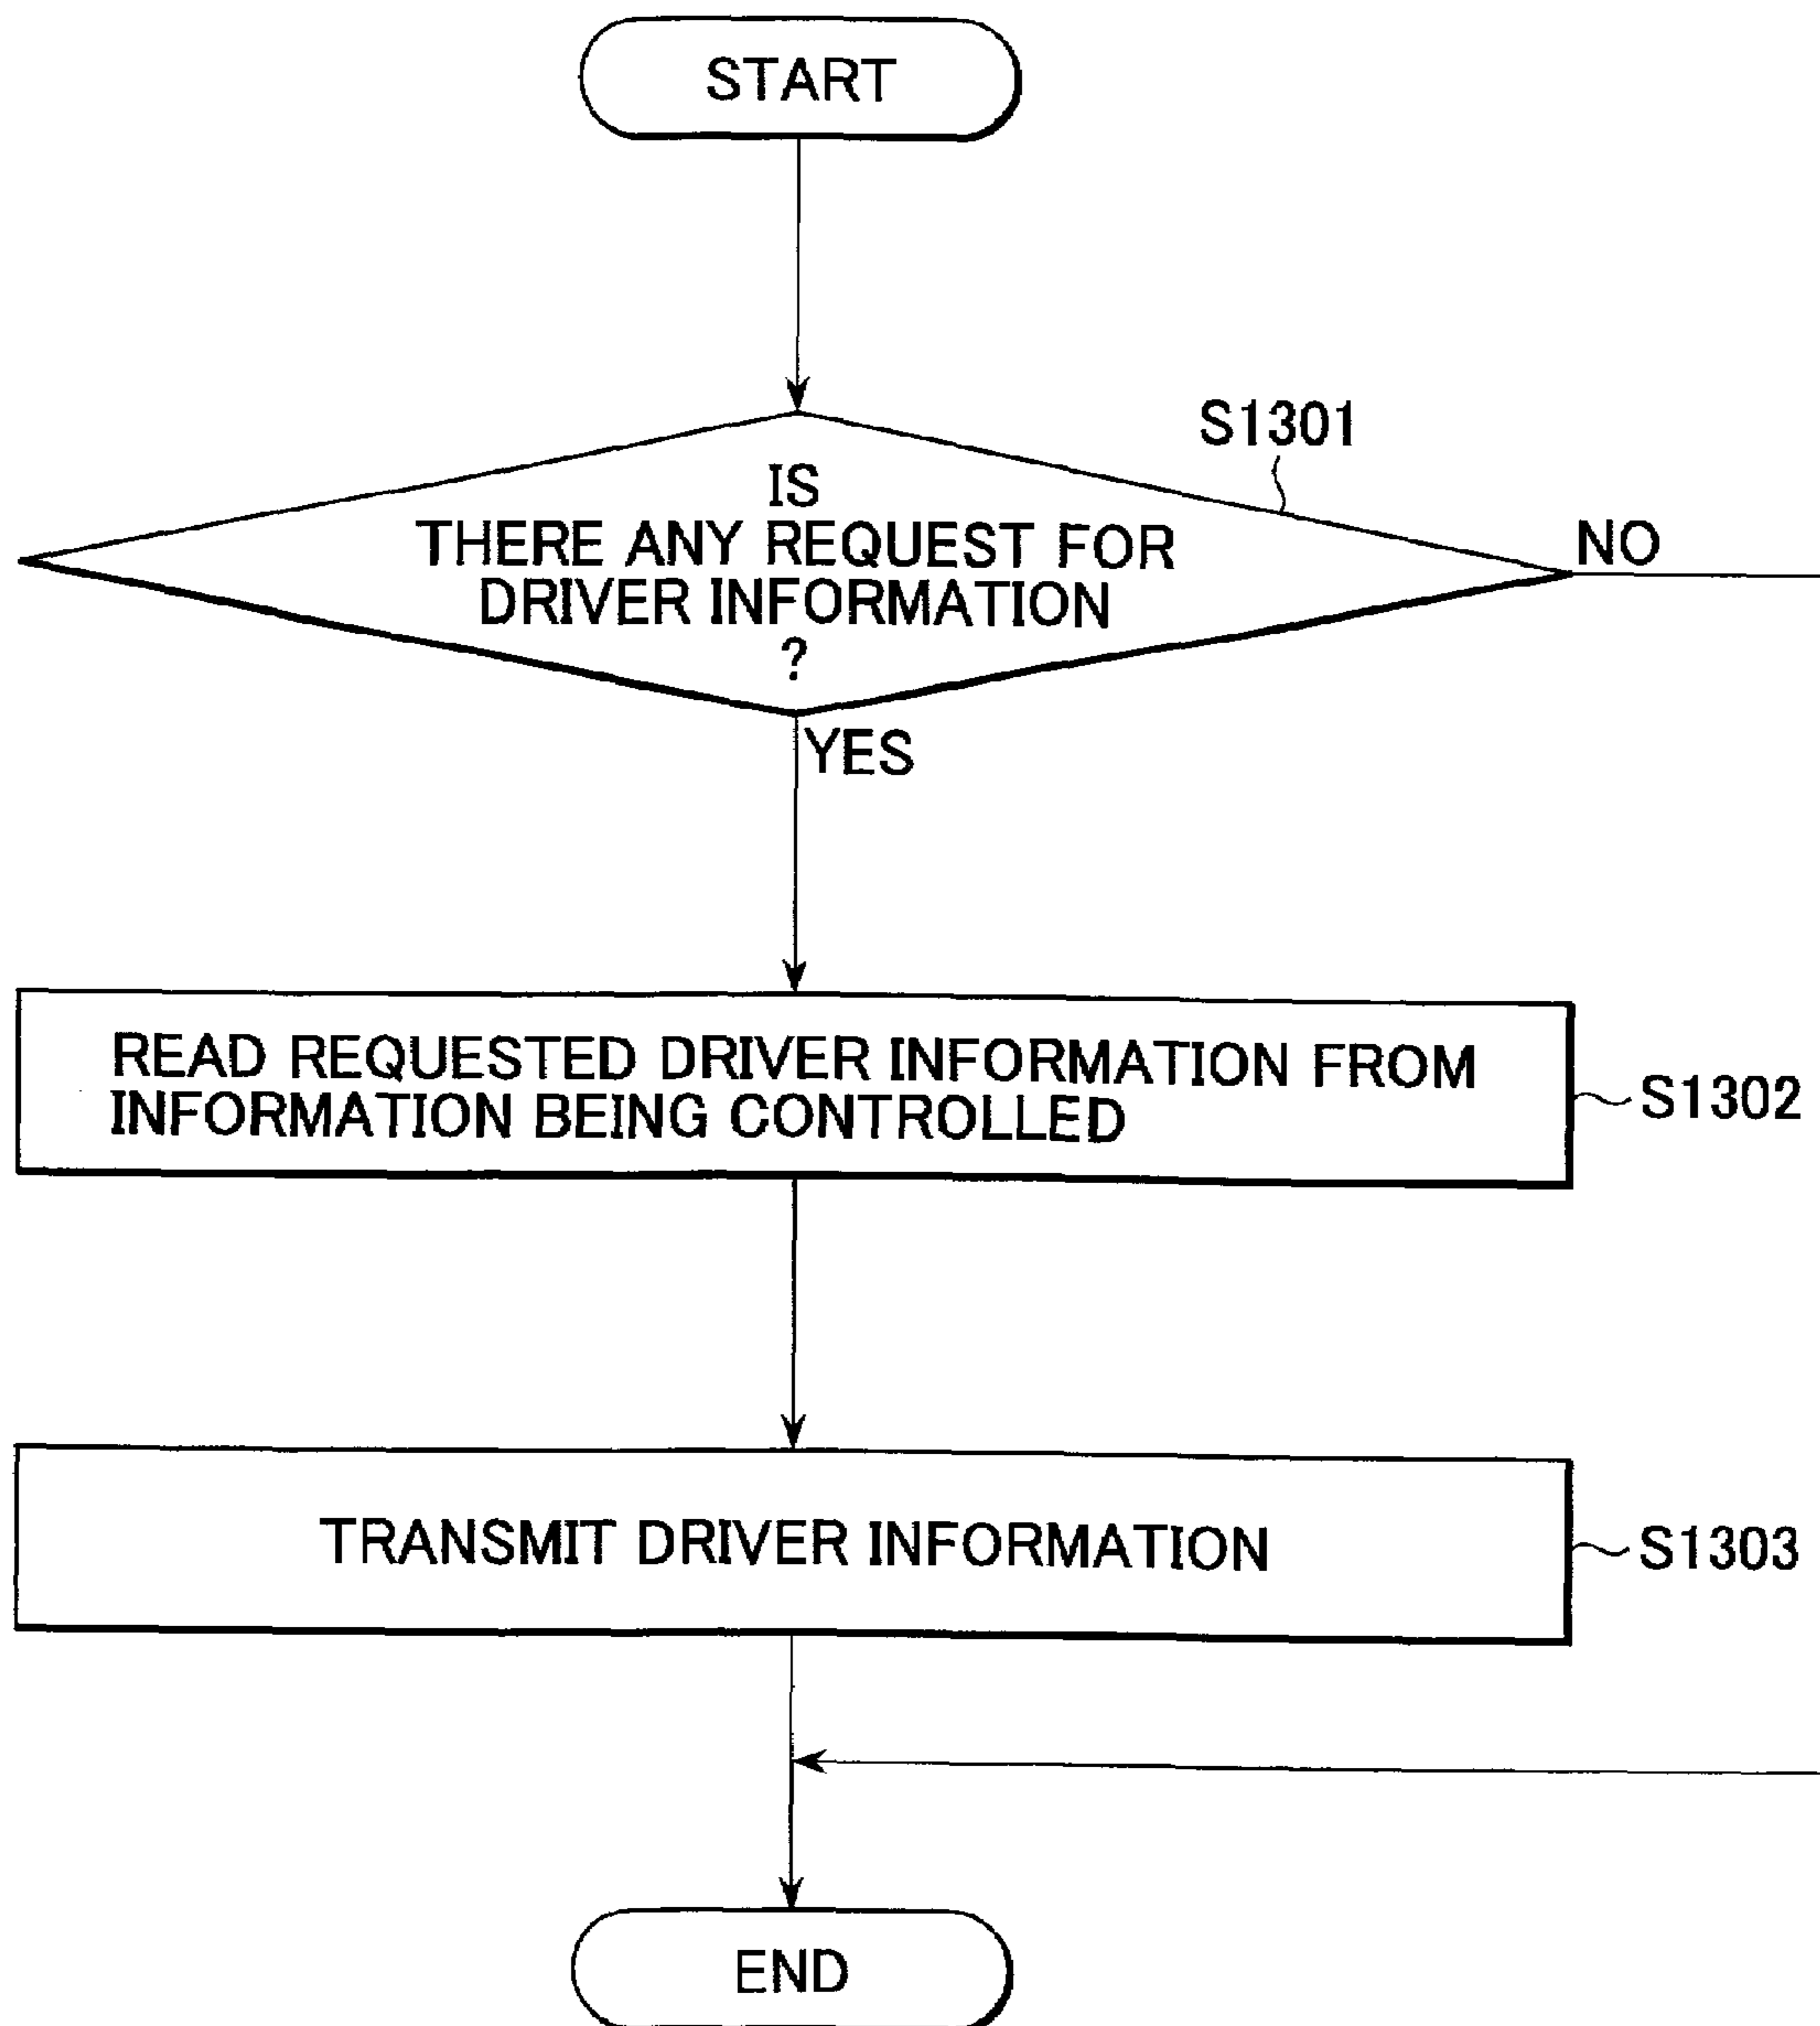 START
S1301
IS
THERE ANY REQUEST FOR
DRIVER INFORMATION
?
NO
YES
READ REQUESTED DRIVER INFORMATION FROM
INFORMATION BEING CONTROLLED
S1302
TRANSMIT DRIVER INFORMATION
S1303
END